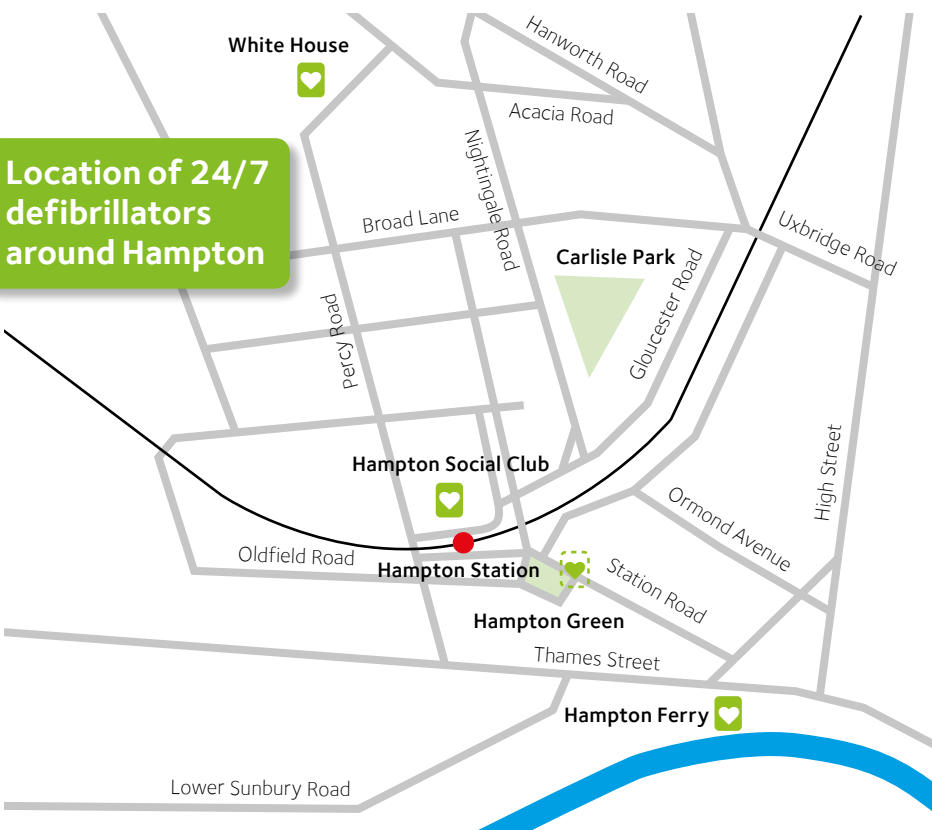 White House
Hanworth Road
Acacia Road
Location of 24/7
defibrillators
around Hampton
Nightingale Road
Broad Lane
Uxbridge Road
Carlisle Park
Gloucester Road
Percy Road
High Street
Hampton Social Club
Ormond Avenue
Oldfield Road
Hampton Station
Station Road
Hampton Green
Thames Street
Hampton Ferry
Lower Sunbury Road